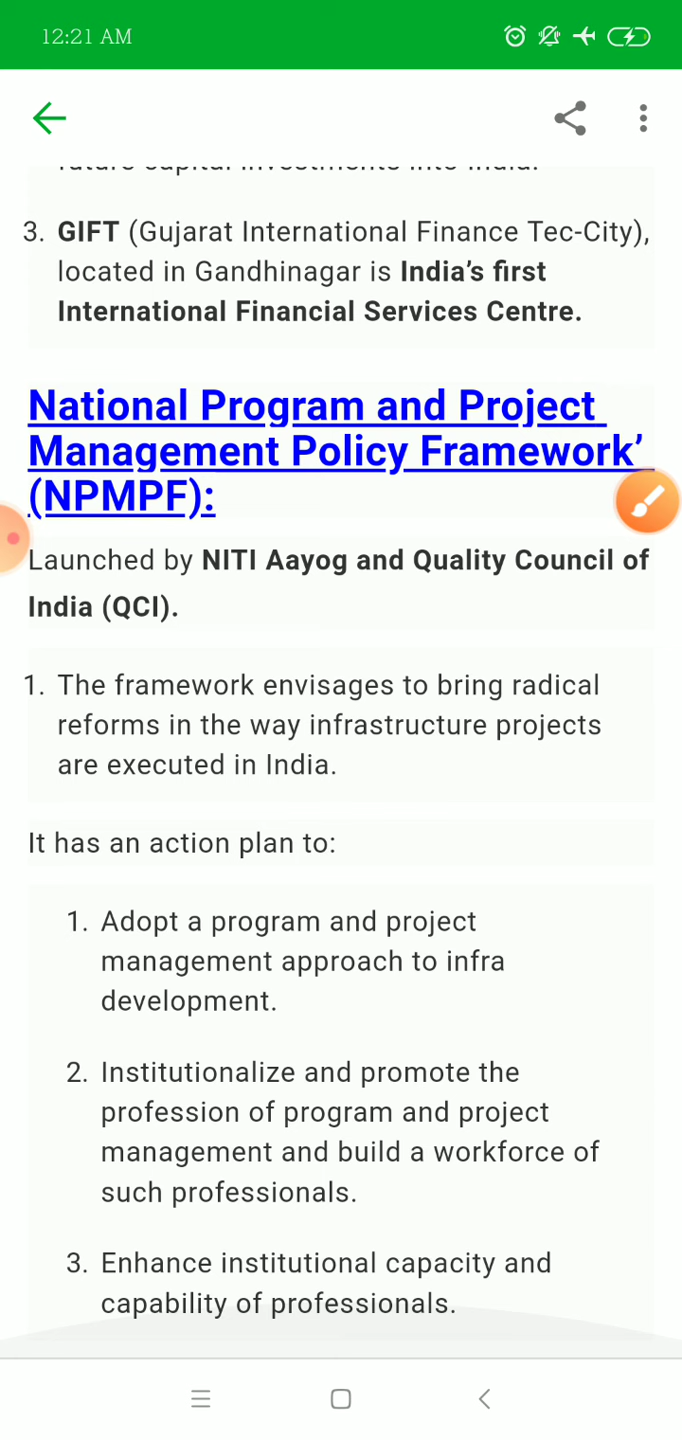 12:21 AM
3. GIFT (Gujarat International Finance Tec-City),
located in Gandhinagar is India’s first
International Financial Services Centre.
National Program and Project
Management Policy Framework’
(NPMPF):
Launched by NITI Aayog and Quality Council of
India (QCI).
1. The framework envisages to bring radical
reforms in the way infrastructure projects
are executed in India.
It has an action plan to:
1. Adopt a program and project
management approach to infra
development.
2. Institutionalize and promote the
profession of program and project
management and build a workforce of
such professionals.
3. Enhance institutional capacity and
capability of professionals.